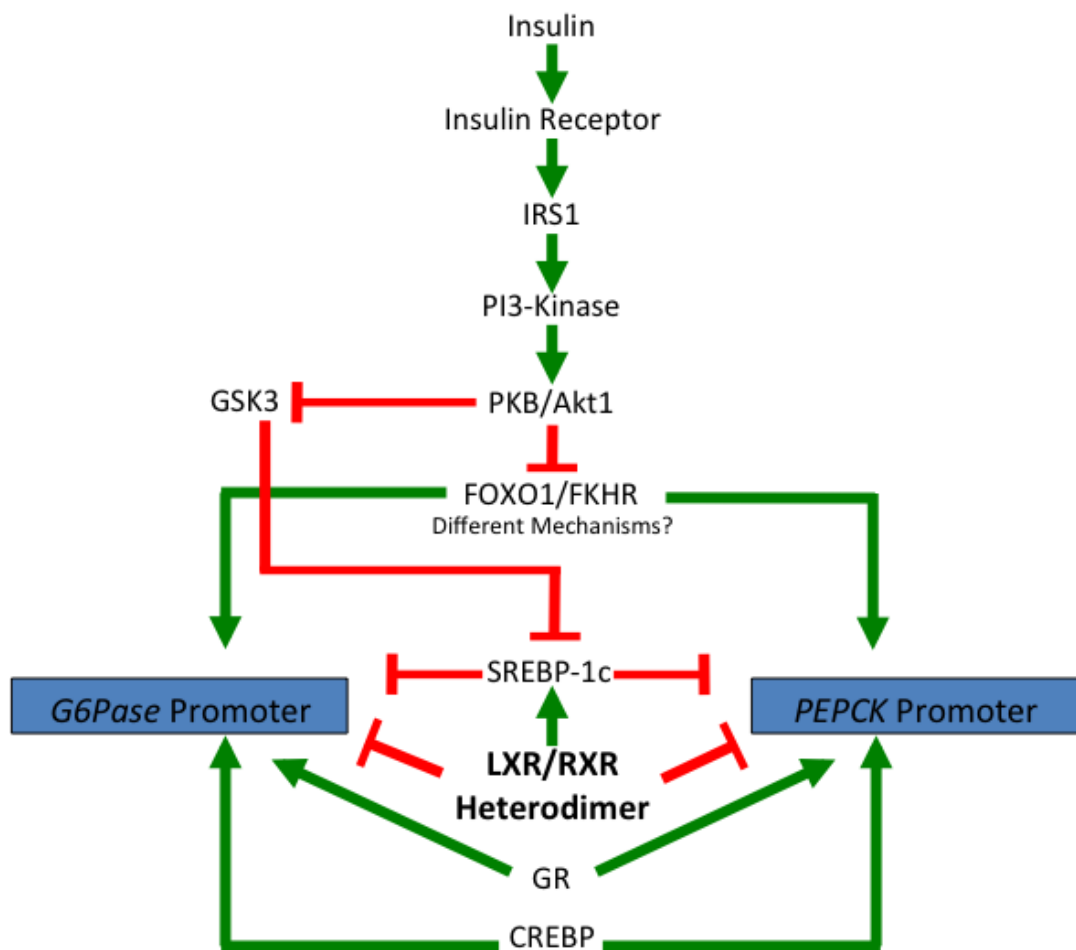 Insulin
Insulin Receptor
IRS1
PI3-Kinase
GSK3
PKB/Akt1
FOXO1/FKHR
Different Mechanisms?
SREBP-1c
G6Pase Promoter
PEPCK Promoter
LXR/RXR
Heterodimer
GR
CREBP